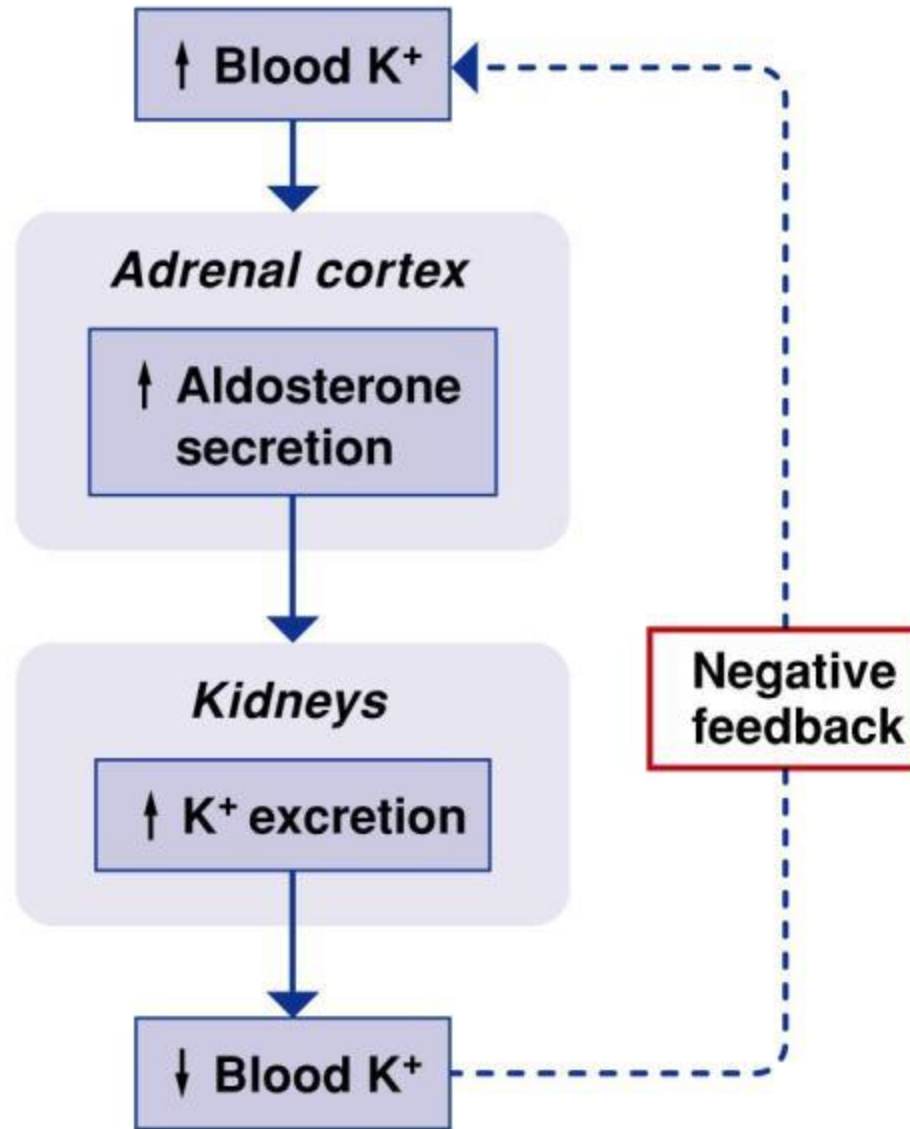 ↑ Blood K⁺
Adrenal cortex
↑ Aldosterone
secretion
Kidneys
↑ K⁺ excretion
Negative
feedback
↓ Blood K⁺